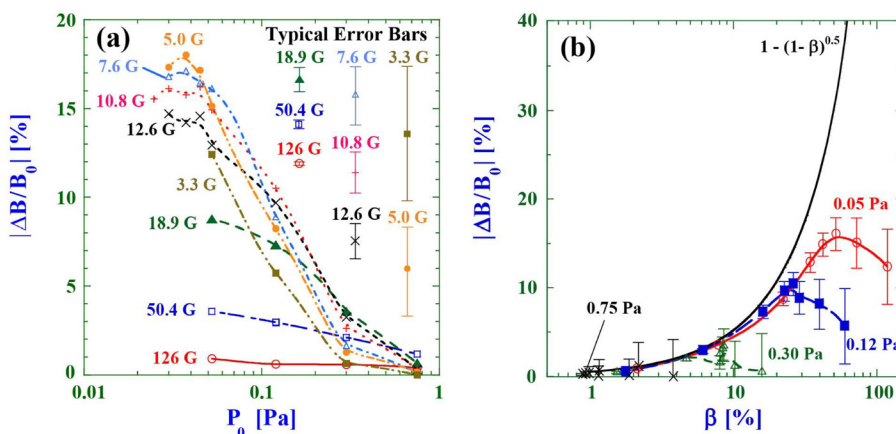 (a)
Typical Error Bars
5.0 G
7.6 G
10.8 G
12.6 G
3.3 G
18.9 G
50.4 G
126 G
18.9 G
7.6 G
3.3 G
50.4 G
126 G
10.8 G
12.6 G
5.0 G
|ΔB/B₀| [%]
20
15
10
5
0
0.01
0.1
1
P₀ [Pa]
(b)
1 - (1- β)⁰·⁵
0.05 Pa
0.75 Pa
0.30 Pa
0.12 Pa
|ΔB/B₀| [%]
40
30
20
10
0
1
10
100
β [%]